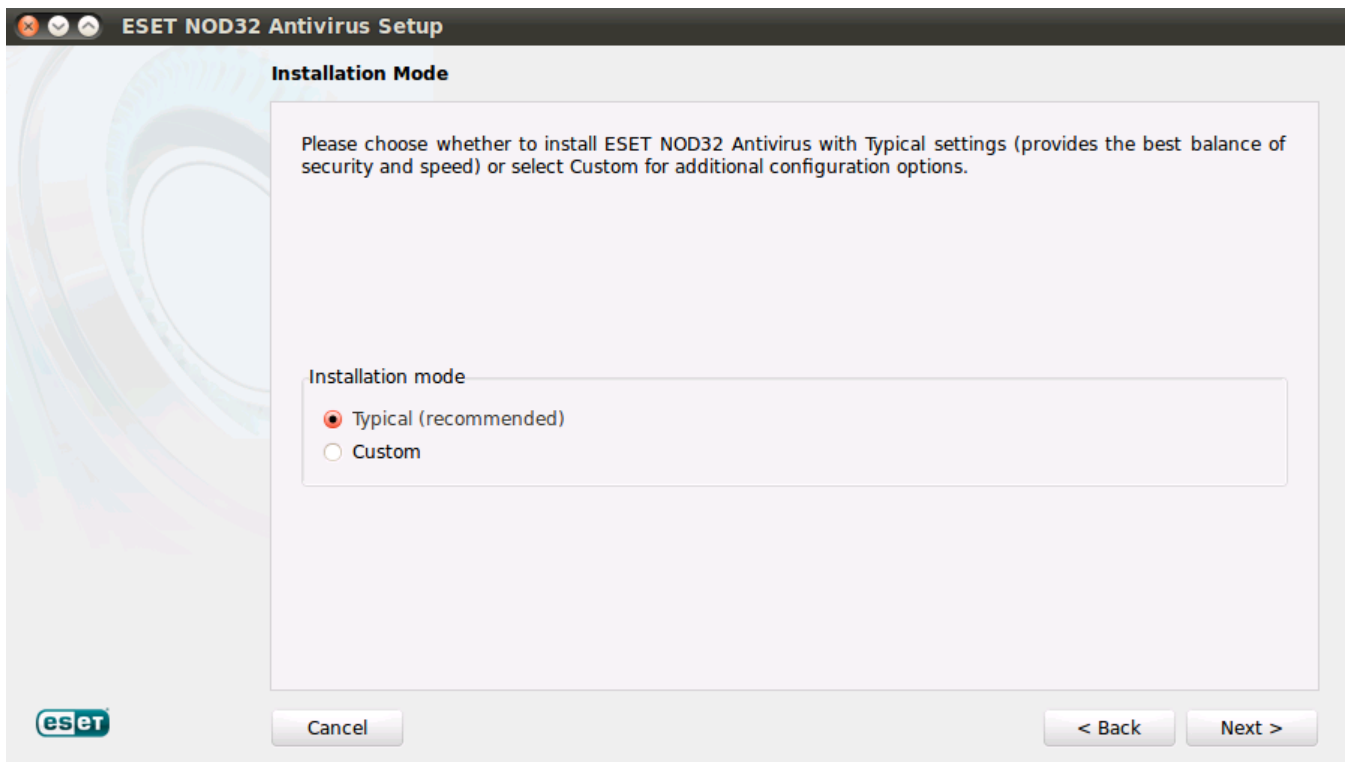 ESET NOD32 Antivirus Setup
Installation Mode
Please choose whether to install ESET NOD32 Antivirus with Typical settings (provides the best balance of
security and speed) or select Custom for additional configuration options.
Installation mode
Typical (recommended)
Custom
eseT
Cancel
< Back
Next >